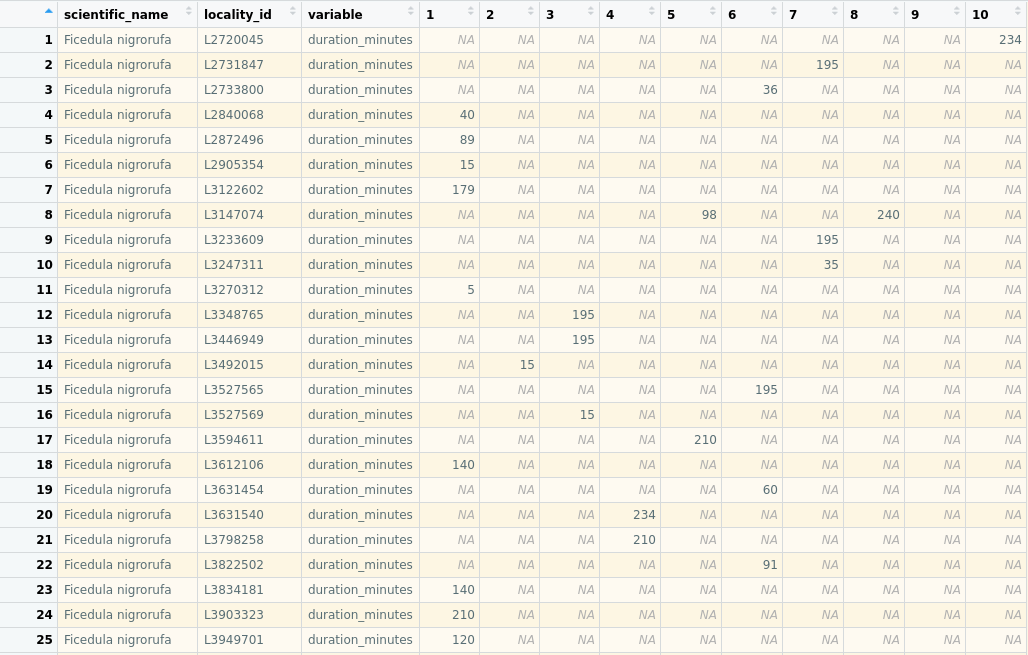 scientific_name locality_id variable 1 2 3 4 5 6 7 8 9 10
1 Ficedula nigrorufa L2720045 duration_minutes NA NA NA NA NA NA NA NA NA 234
2 Ficedula nigrorufa L2731847 duration_minutes NA NA NA NA NA NA 195 NA NA NA
3 Ficedula nigrorufa L2733800 duration_minutes NA NA NA NA NA 36 NA NA NA NA
4 Ficedula nigrorufa L2840068 duration_minutes 40 NA NA NA NA NA NA NA NA NA
5 Ficedula nigrorufa L2872496 duration_minutes 89 NA NA NA NA NA NA NA NA NA
6 Ficedula nigrorufa L2905354 duration_minutes 15 NA NA NA NA NA NA NA NA NA
7 Ficedula nigrorufa L3122602 duration_minutes 179 NA NA NA NA NA NA NA NA NA
8 Ficedula nigrorufa L3147074 duration_minutes NA NA NA NA 98 NA NA 240 NA NA
9 Ficedula nigrorufa L3233609 duration_minutes NA NA NA NA NA NA 195 NA NA NA
10 Ficedula nigrorufa L3247311 duration_minutes NA NA NA NA NA NA 35 NA NA NA
11 Ficedula nigrorufa L3270312 duration_minutes 5 NA NA NA NA NA NA NA NA NA
12 Ficedula nigrorufa L3348765 duration_minutes NA NA 195 NA NA NA NA NA NA NA
13 Ficedula nigrorufa L3446949 duration_minutes NA NA 195 NA NA NA NA NA NA NA
14 Ficedula nigrorufa L3492015 duration_minutes NA 15 NA NA NA NA NA NA NA NA
15 Ficedula nigrorufa L3527565 duration_minutes NA NA NA NA NA 195 NA NA NA NA
16 Ficedula nigrorufa L3527569 duration_minutes NA NA 15 NA NA NA NA NA NA NA
17 Ficedula nigrorufa L3594611 duration_minutes NA NA NA NA 210 NA NA NA NA NA
18 Ficedula nigrorufa L3612106 duration_minutes 140 NA NA NA NA NA NA NA NA NA
19 Ficedula nigrorufa L3631454 duration_minutes NA NA NA NA NA 60 NA NA NA NA
20 Ficedula nigrorufa L3631540 duration_minutes NA NA NA 234 NA NA NA NA NA NA
21 Ficedula nigrorufa L3798258 duration_minutes NA NA NA 210 NA NA NA NA NA NA
22 Ficedula nigrorufa L3822502 duration_minutes NA NA NA NA NA 91 NA NA NA NA
23 Ficedula nigrorufa L3834181 duration_minutes 140 NA NA NA NA NA NA NA NA NA
24 Ficedula nigrorufa L3903323 duration_minutes 210 NA NA NA NA NA NA NA NA NA
25 Ficedula nigrorufa L3949701 duration_minutes 120 NA NA NA NA NA NA NA NA NA